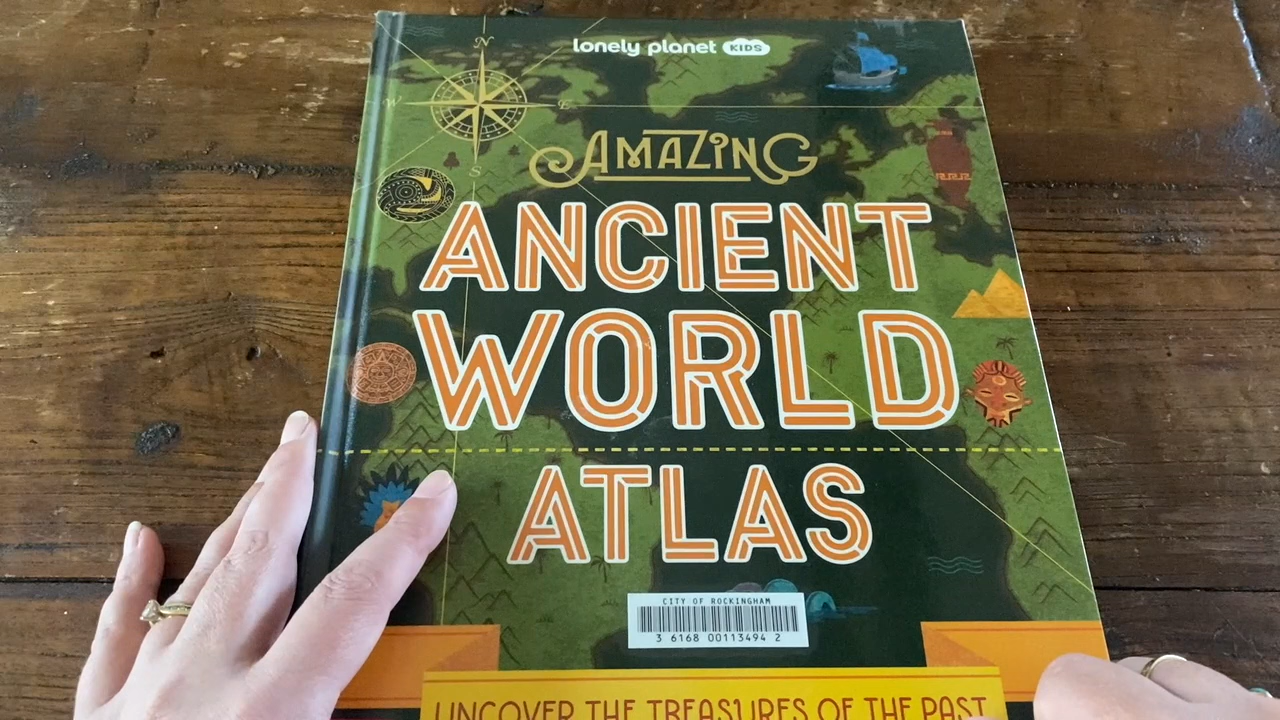 lonely planet KIDS
N
W
E
S
AMAZING
ANCIENT
WORLD
ATLAS
CITY OF ROCKINGHAM
3 6168 00113494 2
UNCOVER THE TREASURES OF THE PAST